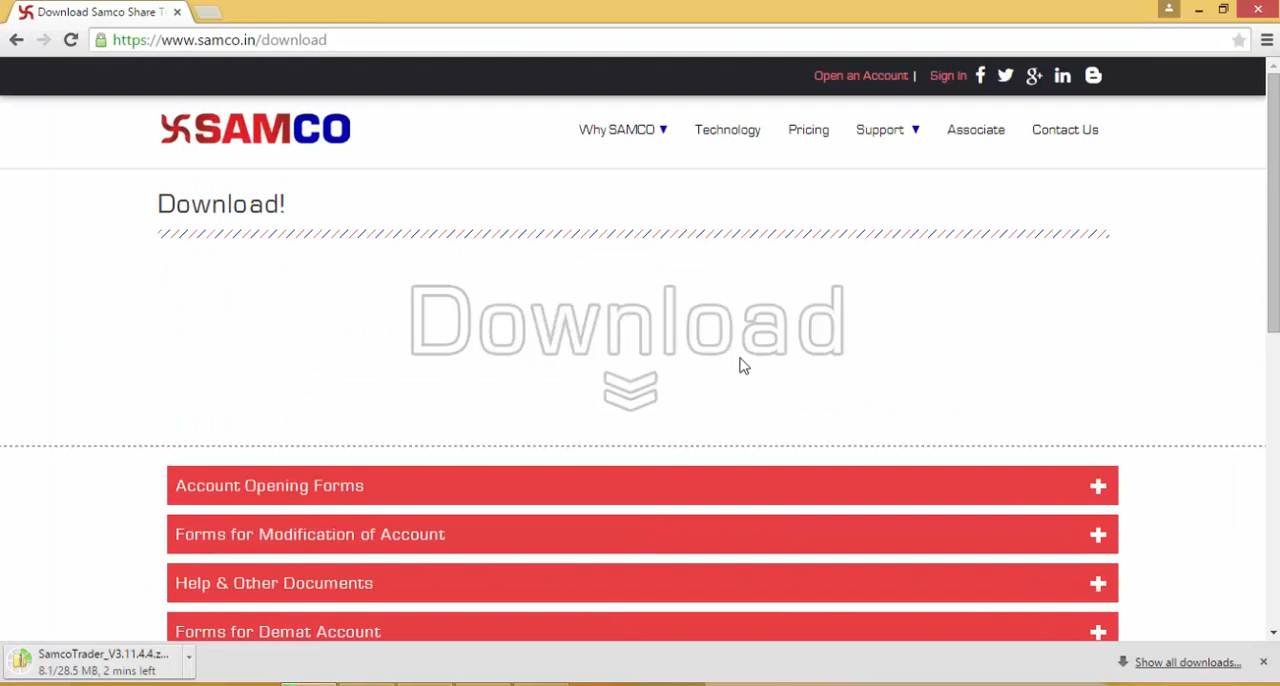 Download Samco Share T
https://www.samco.in/download
Open an Account | Sign In
SAMCO
Why SAMCO ▼ Technology Pricing Support ▼ Associate Contact Us
Download!
Download
Account Opening Forms
Forms for Modification of Account
Help & Other Documents
Forms for Demat Account
SamcoTrader_V3.11.4.4.z...
8.1/28.5 MB, 2 mins left
Show all downloads...